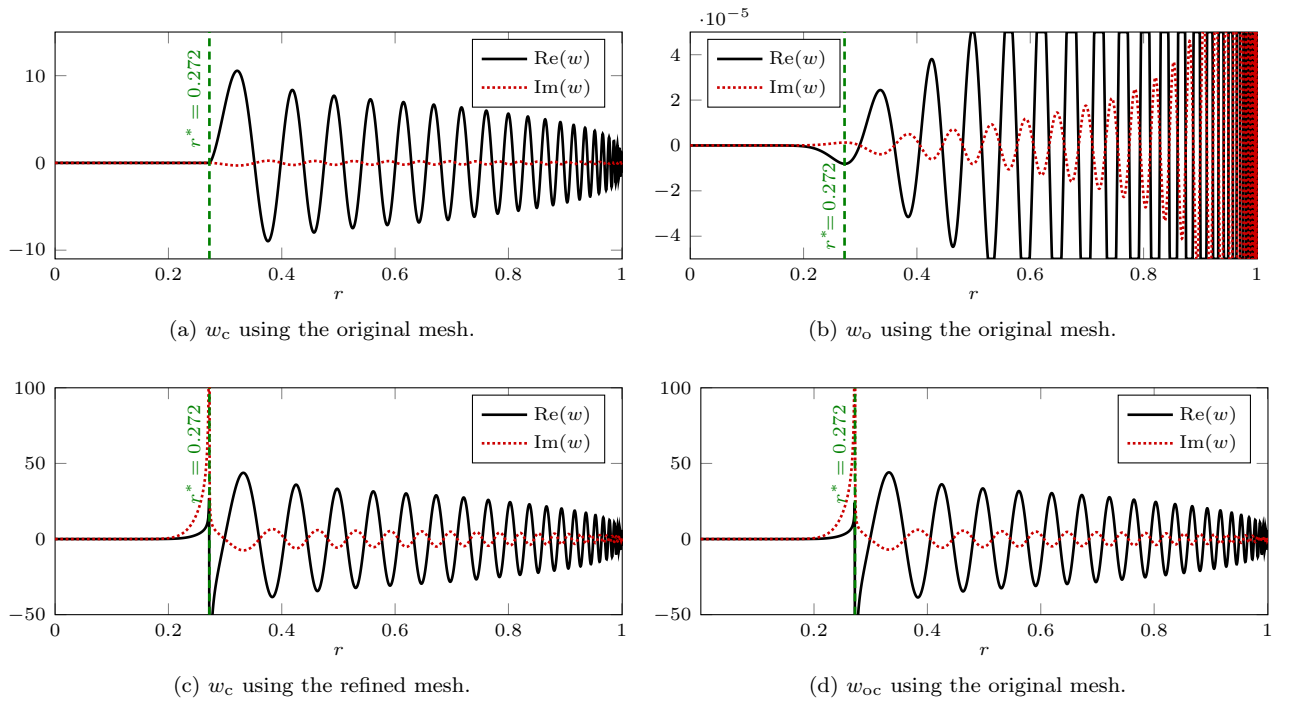 10
0
−10
0
0.2
0.4
0.6
0.8
1
r
r* = 0.272
Re(w)
Im(w)
(a) w_c using the original mesh.
·10⁻⁵
4
2
0
−2
−4
0
0.2
0.4
0.6
0.8
1
r
r* = 0.272
Re(w)
Im(w)
(b) w_o using the original mesh.
100
50
0
−50
0
0.2
0.4
0.6
0.8
1
r
r* = 0.272
Re(w)
Im(w)
(c) w_c using the refined mesh.
100
50
0
−50
0.2
0.4
0.6
0.8
1
r
r* = 0.272
Re(w)
Im(w)
(d) w_oc using the original mesh.